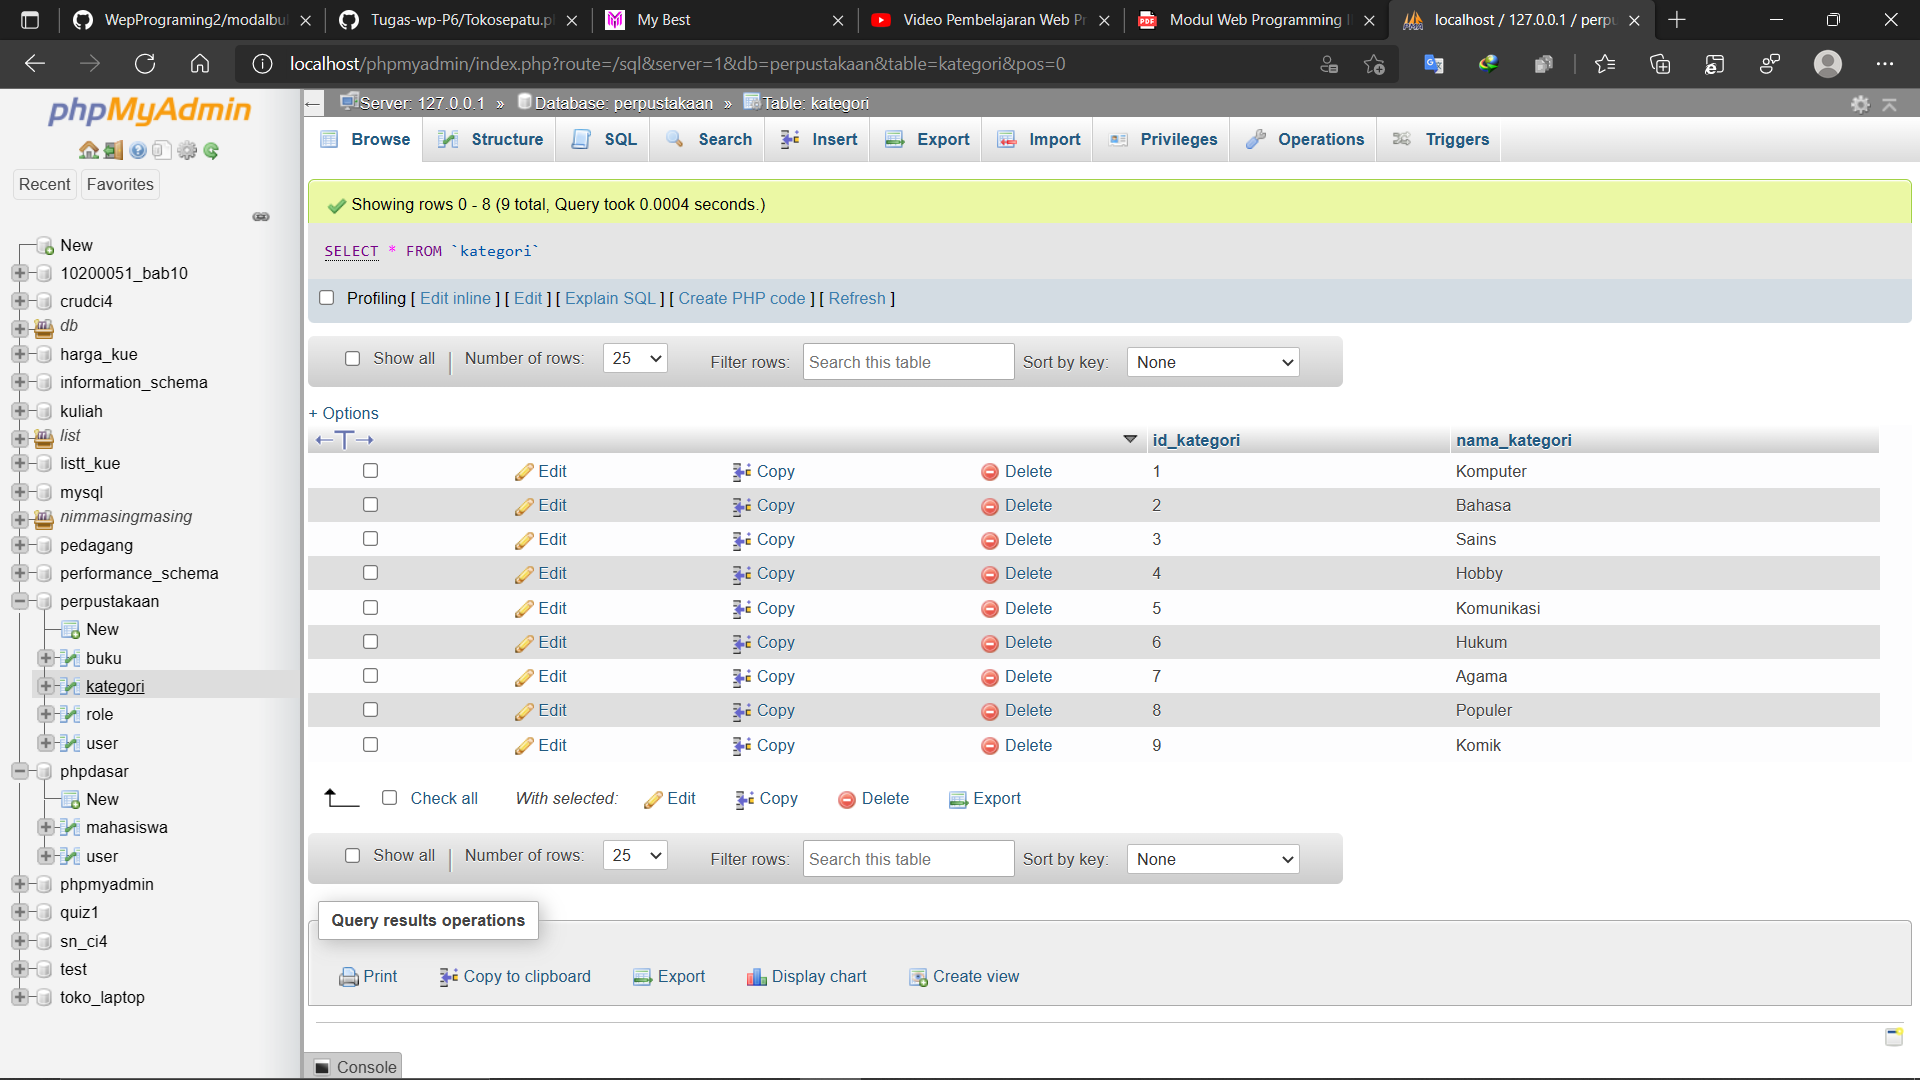 WepPrograming2/modalbu
Tugas-wp-P6/Tokosepatu.p
My Best
Video Pembelajaran Web Pr
PDF
Modul Web Programming I
localhost / 127.0.0.1 / perpu
localhost/phpmyadmin/index.php?route=/sql&server=1&db=perpustakaan&table=kategori&pos=0
phpMyAdmin
Recent
Favorites
New
10200051_bab10
crudci4
db
harga_kue
information_schema
kuliah
list
listt_kue
mysql
nimmasingmasing
pedagang
performance_schema
perpustakaan
New
buku
kategori
role
user
phpdasar
New
mahasiswa
user
phpmyadmin
quiz1
sn_ci4
test
toko_laptop
Server: 127.0.0.1 » Database: perpustakaan » Table: kategori
Browse Structure SQL Search Insert Export Import Privileges Operations Triggers
Showing rows 0 - 8 (9 total, Query took 0.0004 seconds.)
SELECT * FROM `kategori`
Profiling [ Edit inline ] [ Edit ] [ Explain SQL ] [ Create PHP code ] [ Refresh ]
Show all | Number of rows: 25 Filter rows: Search this table Sort by key: None
+ Options
id_kategori nama_kategori
Edit Copy Delete 1 Komputer
Edit Copy Delete 2 Bahasa
Edit Copy Delete 3 Sains
Edit Copy Delete 4 Hobby
Edit Copy Delete 5 Komunikasi
Edit Copy Delete 6 Hukum
Edit Copy Delete 7 Agama
Edit Copy Delete 8 Populer
Edit Copy Delete 9 Komik
Check all With selected: Edit Copy Delete Export
Show all | Number of rows: 25 Filter rows: Search this table Sort by key: None
Query results operations
Print Copy to clipboard Export Display chart Create view
Console